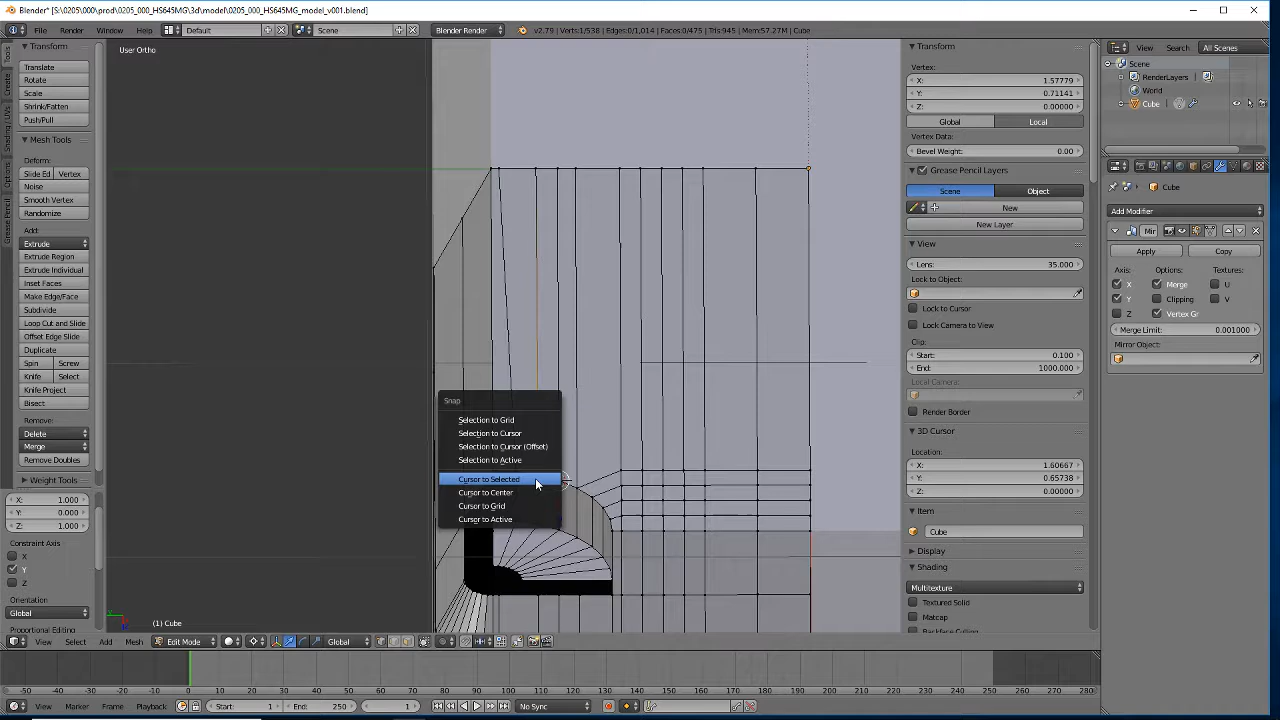 Blender* [S:\0205\000\prod\0205_000_HS645MG\3d\model\0205_000_HS645MG_model_v001.blend]
File Render Window Help Default Scene Blender Render v2.79 | Verts:1/538 | Edges:0/1,014 | Faces:0/475 | Tris:945 | Mem:57.27M | Cube
View Search All Scenes
Transform
Translate
Rotate
Scale
Shrink/Fatten
Push/Pull
Mesh Tools
Deform:
Slide Ed Vertex
Noise
Smooth Vertex
Randomize
Add:
Extrude
Extrude Region
Extrude Individual
Inset Faces
Make Edge/Face
Subdivide
Loop Cut and Slide
Offset Edge Slide
Duplicate
Spin Screw
Knife Select
Knife Project
Bisect
Remove:
Delete
Merge
Remove Doubles
Weight Tools
X: 1.000
Y: 0.000
Z: 1.000
Constraint Axis
X
Y
Z
Orientation
Global
Proportional Editing
Tools
Create
Shading / UVs
Options
Grease Pencil
User Ortho
Snap
Selection to Grid
Selection to Cursor
Selection to Cursor (Offset)
Selection to Active
Cursor to Selected
Cursor to Center
Cursor to Grid
Cursor to Active
(1) Cube
Transform
Vertex:
X: 1.57779
Y: 0.71141
Z: 0.00000
Global Local
Vertex Data:
Bevel Weight: 0.00
Grease Pencil Layers
Scene Object
New
New Layer
View
Lens: 35.000
Lock to Object:
Lock to Cursor
Lock Camera to View
Clip:
Start: 0.100
End: 1000.000
Local Camera:
Render Border
3D Cursor
Location:
X: 1.60667
Y: 0.65738
Z: 0.00000
Item
Cube
Display
Shading
Multitexture
Textured Solid
Matcap
Scene
RenderLayers
World
Cube
Cube
Add Modifier
Mir
Apply Copy
Axis: Options: Textures:
X Merge U
Y Clipping V
Z Vertex Gr
Merge Limit: 0.001000
Mirror Object:
View Select Add Mesh Edit Mode Global
-50 -40 -30 -20 -10 0 10 20 30 40 50 60 70 80 90 100 110 120 130 140 150 160 170 180 190 200 210 220 230 240 250 260 270 280
View Marker Frame Playback Start: 1 End: 250 1 No Sync